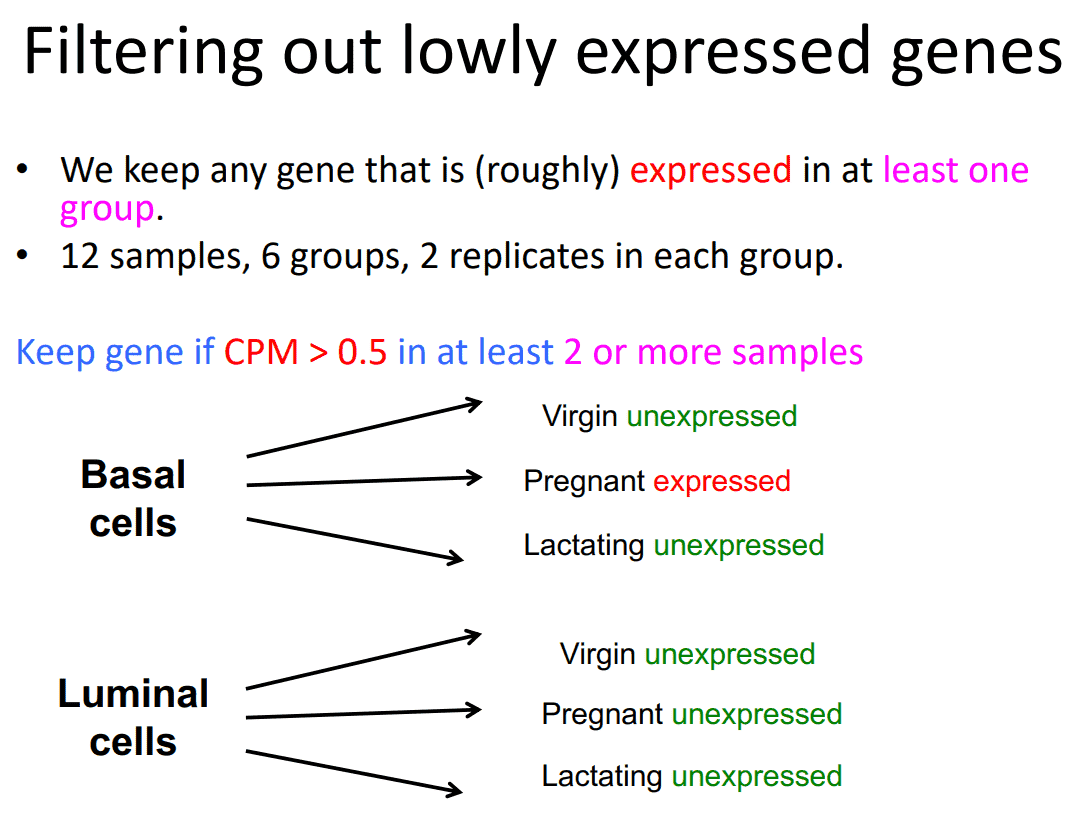 Filtering out lowly expressed genes
• We keep any gene that is (roughly) expressed in at least one
group.
• 12 samples, 6 groups, 2 replicates in each group.
Keep gene if CPM > 0.5 in at least 2 or more samples
Basal
cells
Virgin unexpressed
Pregnant expressed
Lactating unexpressed
Luminal
cells
Virgin unexpressed
Pregnant unexpressed
Lactating unexpressed